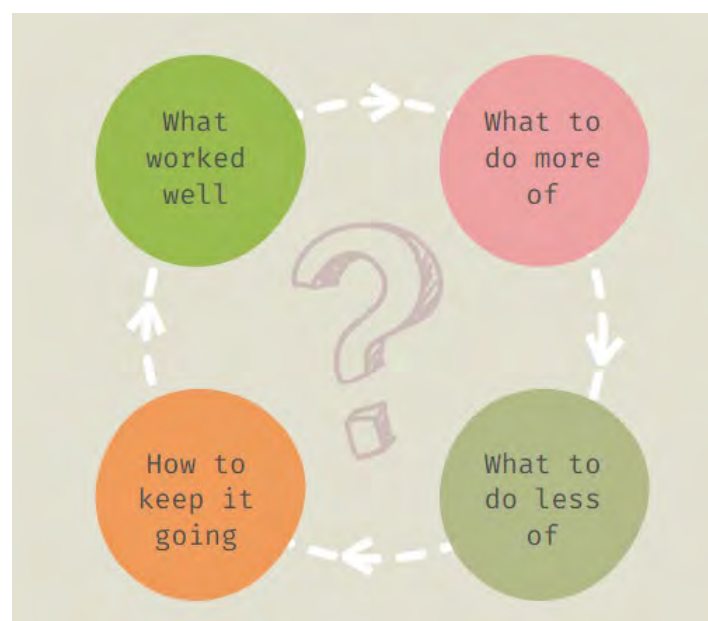 What
worked
well
What to
do more
of
What to
do less
of
How to
keep it
going
?